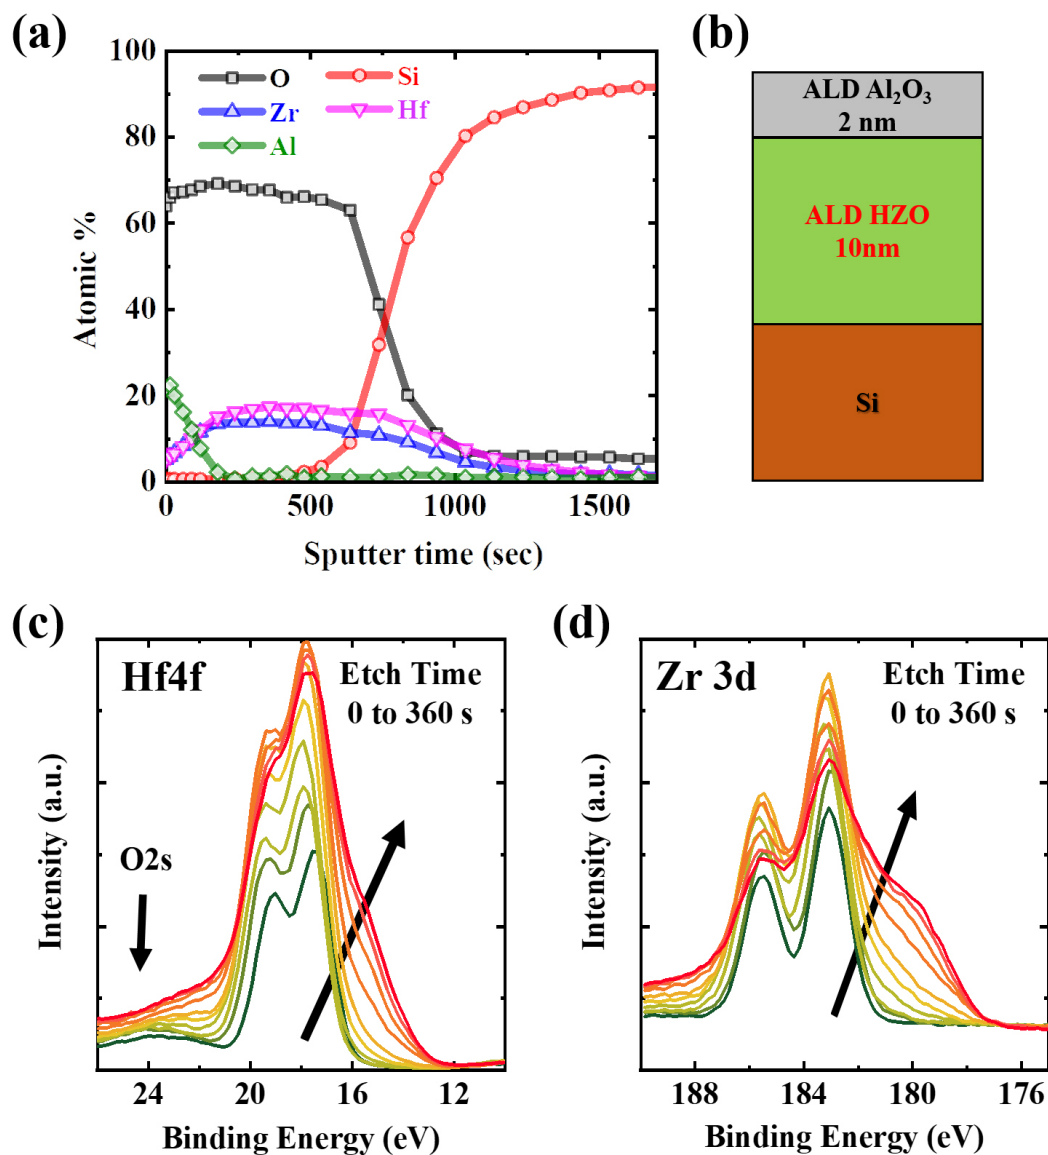 (a)
100
80
60
40
20
0
Atomic %
O
Zr
Al
Si
Hf
0 500 1000 1500
Sputter time (sec)
(b)
ALD Al₂O₃
2 nm
ALD HZO
10nm
Si
(c)
Hf4f
Etch Time
0 to 360 s
O2s
Intensity (a.u.)
24 20 16 12
Binding Energy (eV)
(d)
Zr 3d
Etch Time
0 to 360 s
Intensity (a.u.)
188 184 180 176
Binding Energy (eV)